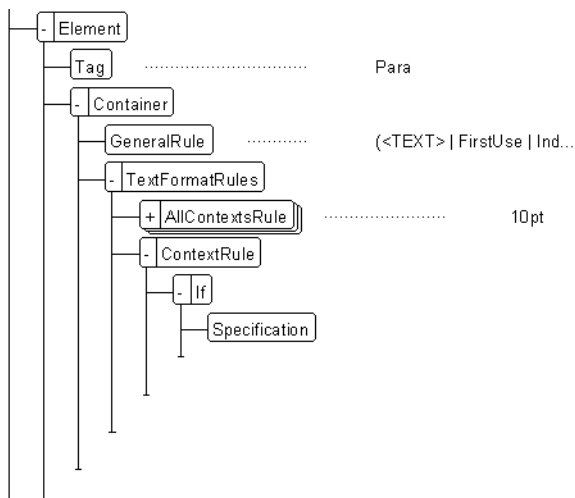 - Element
Tag Para
- Container
GeneralRule (<TEXT> | FirstUse | Ind...
- TextFormatRules
+ AllContextsRule 10pt
- ContextRule
- If
Specification